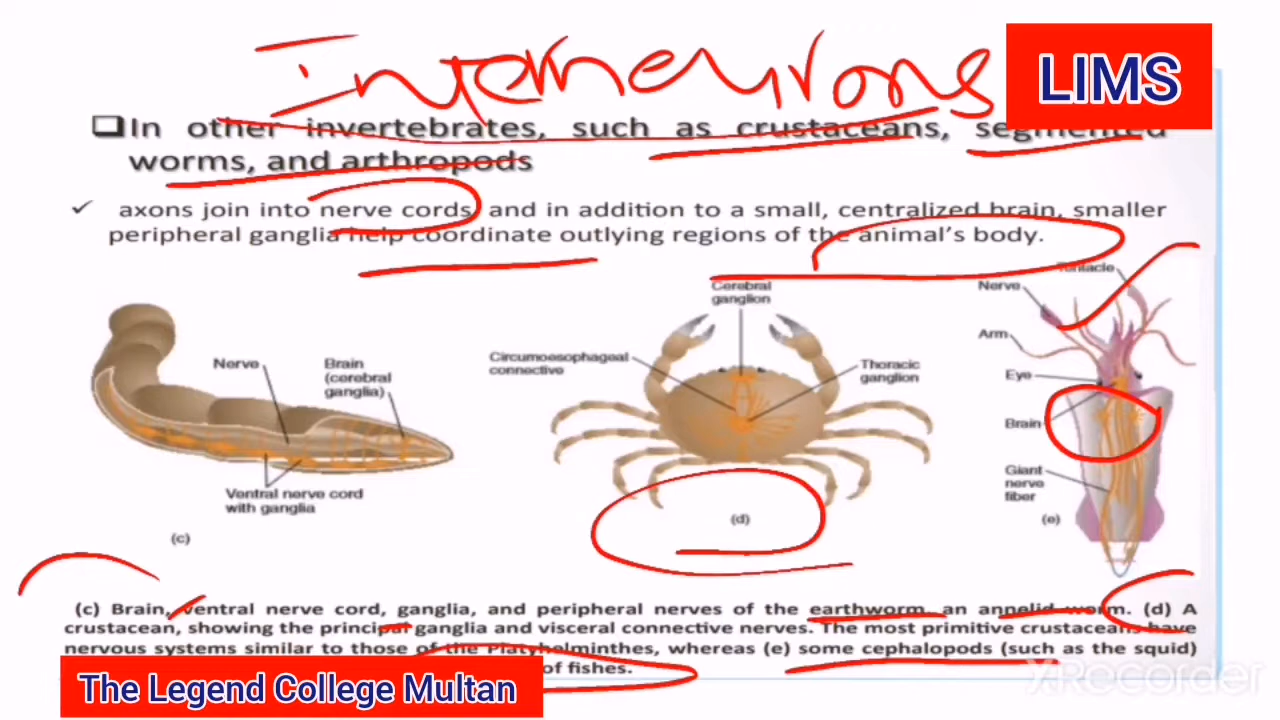 Interneurons
LIMS
❑In other invertebrates, such as crustaceans, segmented
worms, and arthropods
✓ axons join into nerve cords, and in addition to a small, centralized brain, smaller
peripheral ganglia help coordinate outlying regions of the animal's body.
Nerve
Brain
(cerebral
ganglia)
Ventral nerve cord
with ganglia
(c)
Cerebral
ganglion
Circumoesophageal
connective
Thoracic
ganglion
(d)
Tentacle
Nerve
Arm
Eye
Brain
Giant
nerve
fiber
(e)
(c) Brain, ventral nerve cord, ganglia, and peripheral nerves of the earthworm, an annelid worm. (d) A
crustacean, showing the principal ganglia and visceral connective nerves. The most primitive crustaceans have
nervous systems similar to those of the Platyhelminthes, whereas (e) some cephalopods (such as the squid)
of fishes.
The Legend College Multan
XRecorder